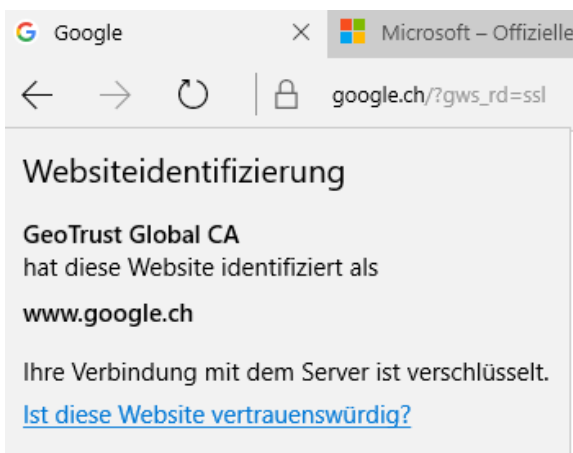 Google
Microsoft – Offizielle
google.ch/?gws_rd=ssl
Websiteidentifizierung
GeoTrust Global CA
hat diese Website identifiziert als
www.google.ch
Ihre Verbindung mit dem Server ist verschlüsselt.
Ist diese Website vertrauenswürdig?